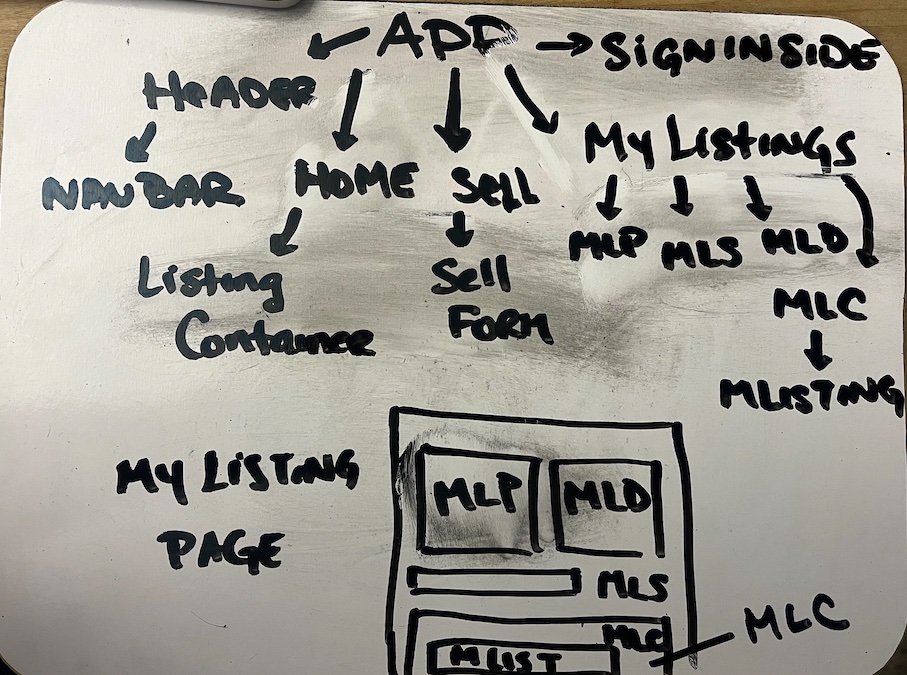 APP
SIGNINSIDE
HEADER
NAVBAR
HOME
Sell
My LiSTiNGS
Listing
Container
Sell
FORM
MLP
MLS
MLD
MLC
MLISTING
My LiSTiNG
PAGE
MLP
MLD
MLS
MLC
MLIST
MLC